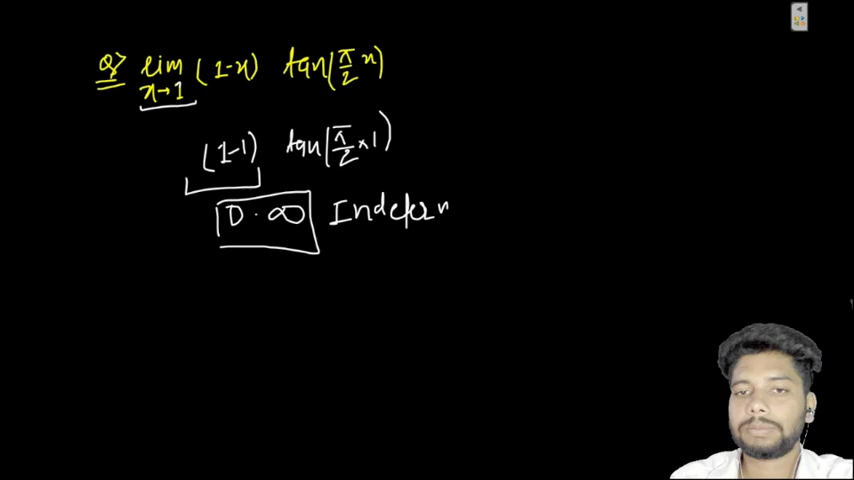 Q⟩ lim x→1 (1-x) tan(π/2 x)
(1-1) tan(π/2 × 1)
0 · ∞ Indeter